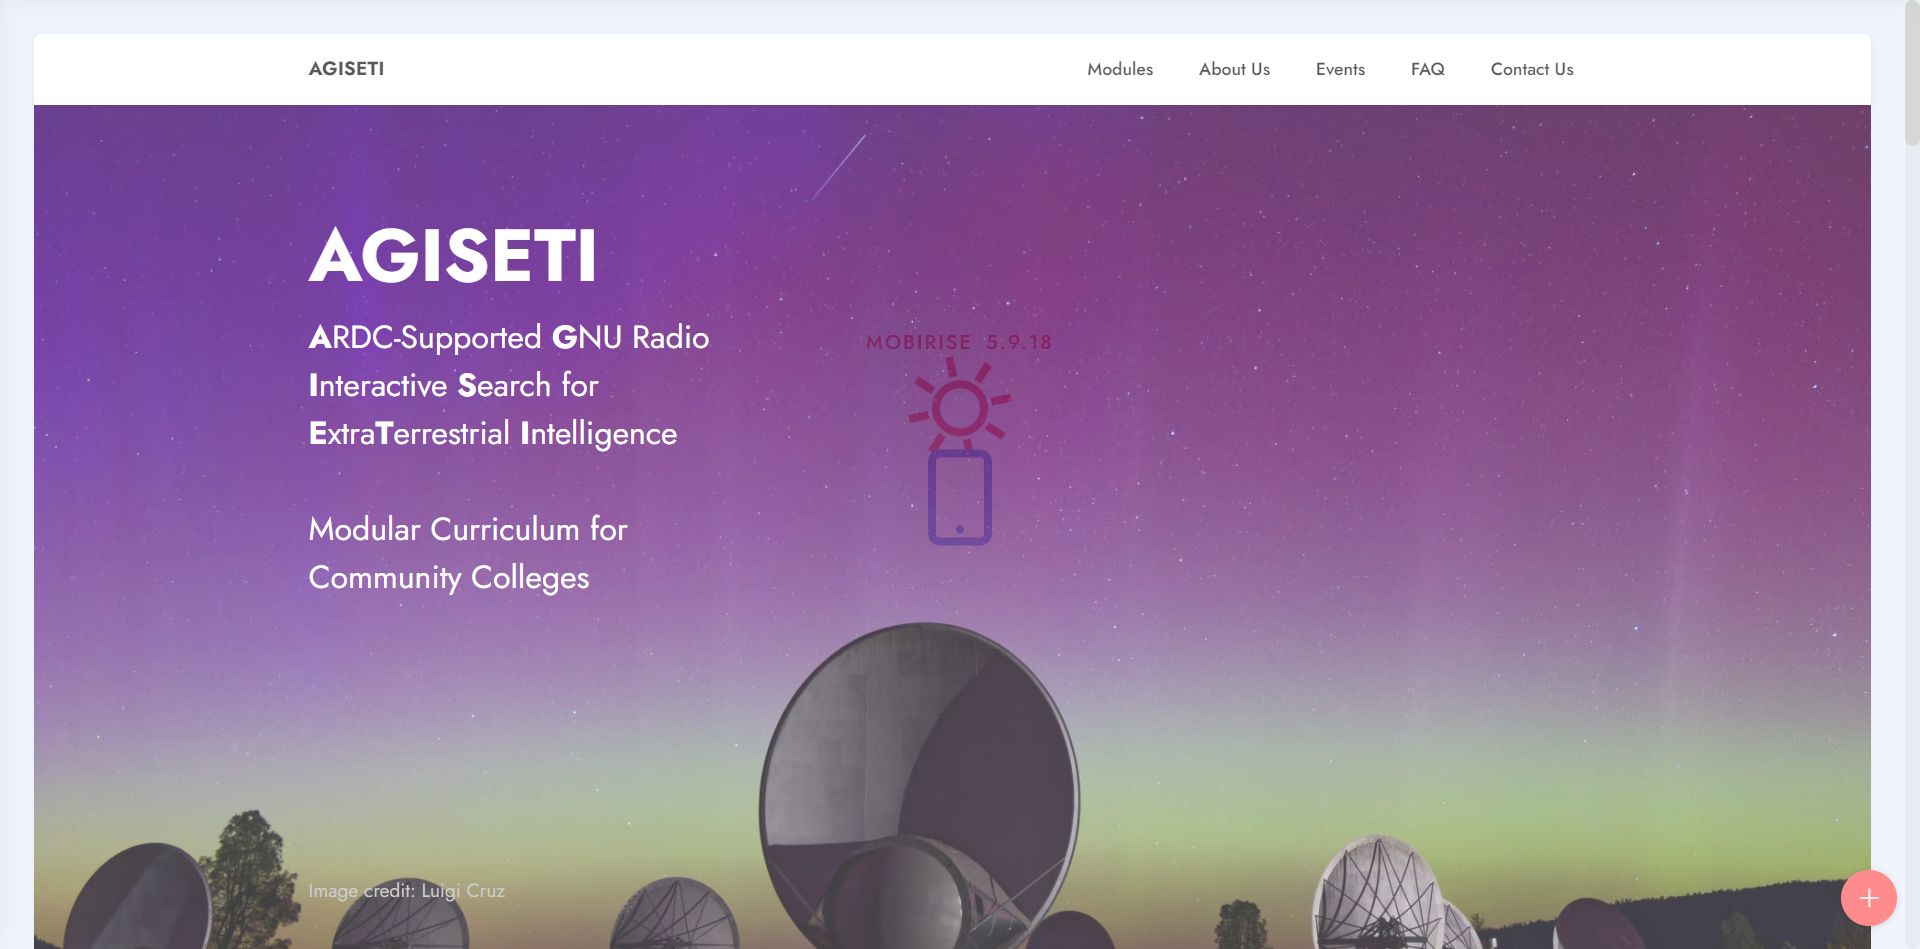 AGISETI
Modules
About Us
Events
FAQ
Contact Us
AGISETI
ARDC-Supported GNU Radio
Interactive Search for
ExtraTerrestrial Intelligence
MOBIRISE 5.9.18
Modular Curriculum for
Community Colleges
Image credit: Luigi Cruz